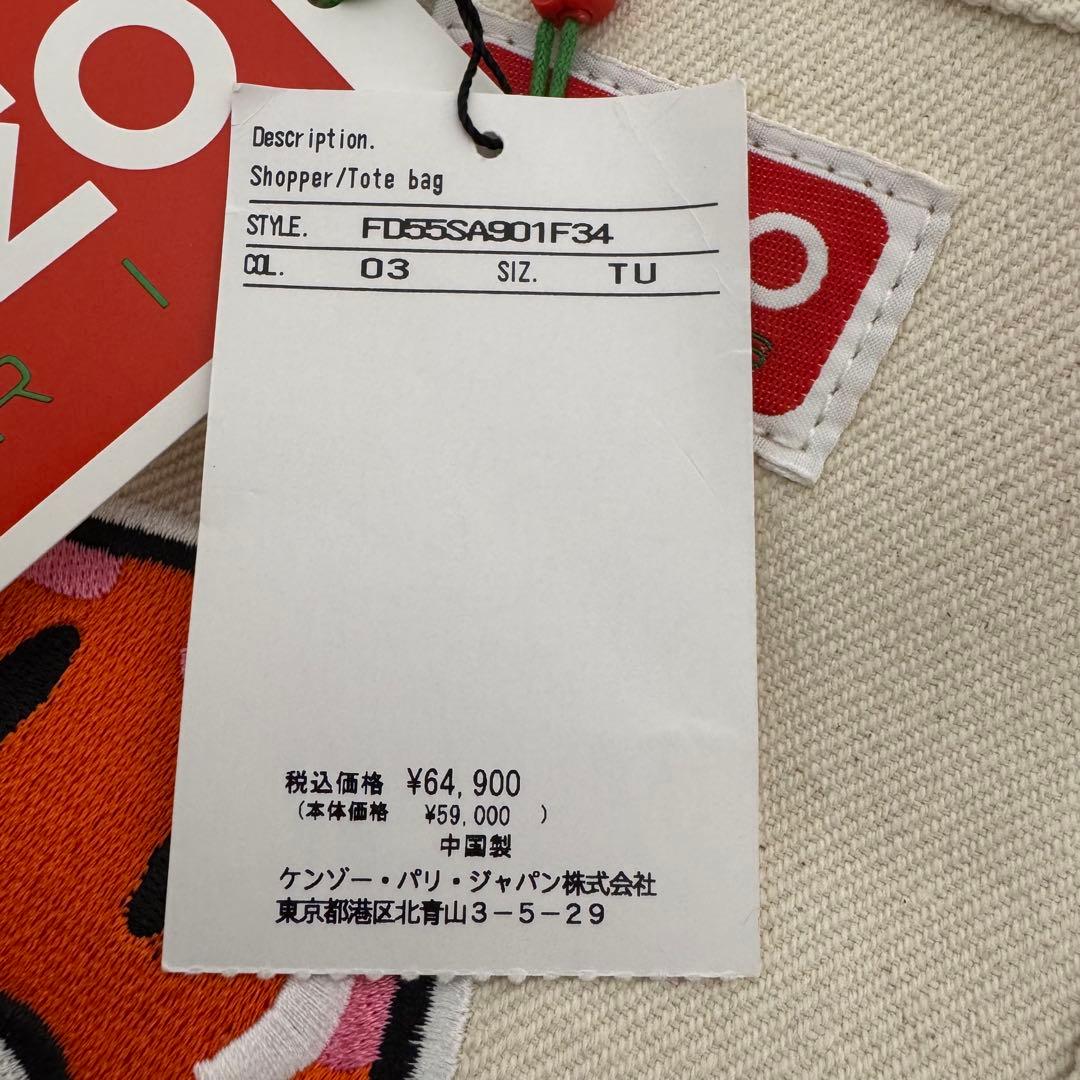 Description.
Shopper/Tote bag
STYLE. FD55SA901F34
COL. 03 SIZ. TU
税込価格 ¥64,900
(本体価格 ¥59,000 )
中国製
ケンゾー・パリ・ジャパン株式会社
東京都港区北青山3-5-29